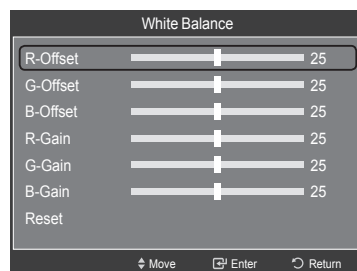 White Balance
R-Offset 25
G-Offset 25
B-Offset 25
R-Gain 25
G-Gain 25
B-Gain 25
Reset
Move Enter Return